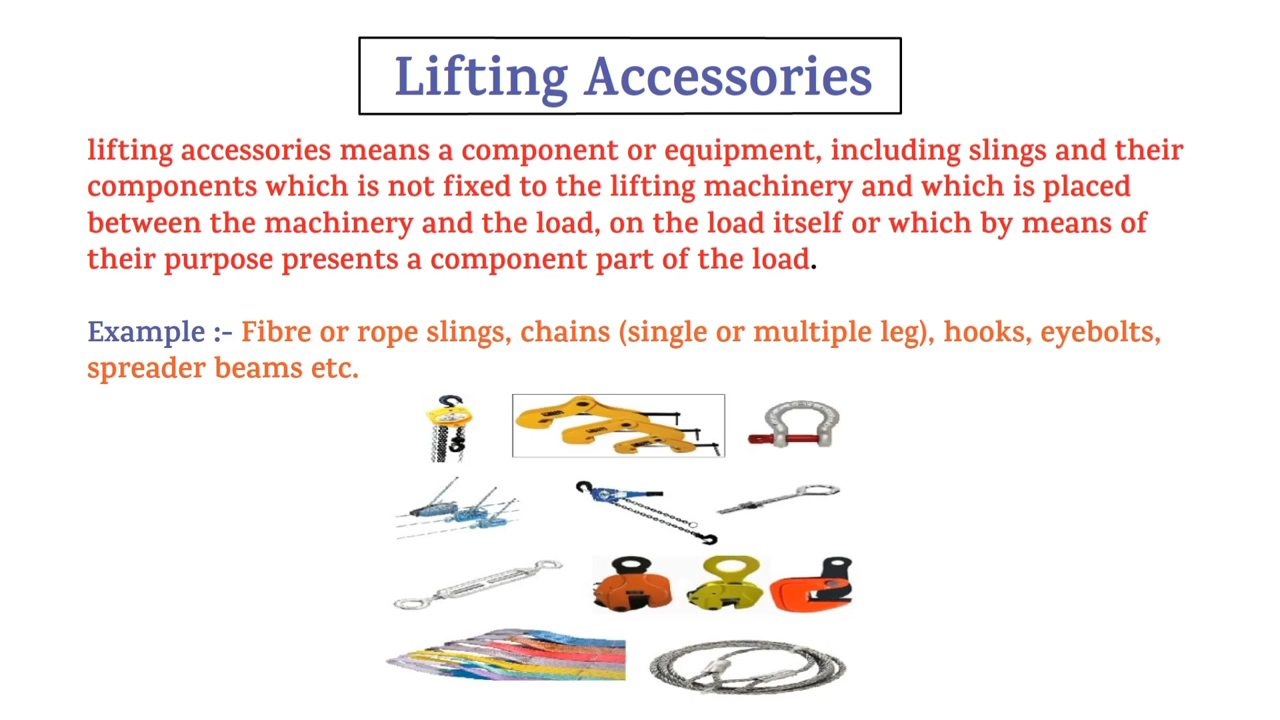 Lifting Accessories
lifting accessories means a component or equipment, including slings and their
components which is not fixed to the lifting machinery and which is placed
between the machinery and the load, on the load itself or which by means of
their purpose presents a component part of the load.
Example :- Fibre or rope slings, chains (single or multiple leg), hooks, eyebolts,
spreader beams etc.